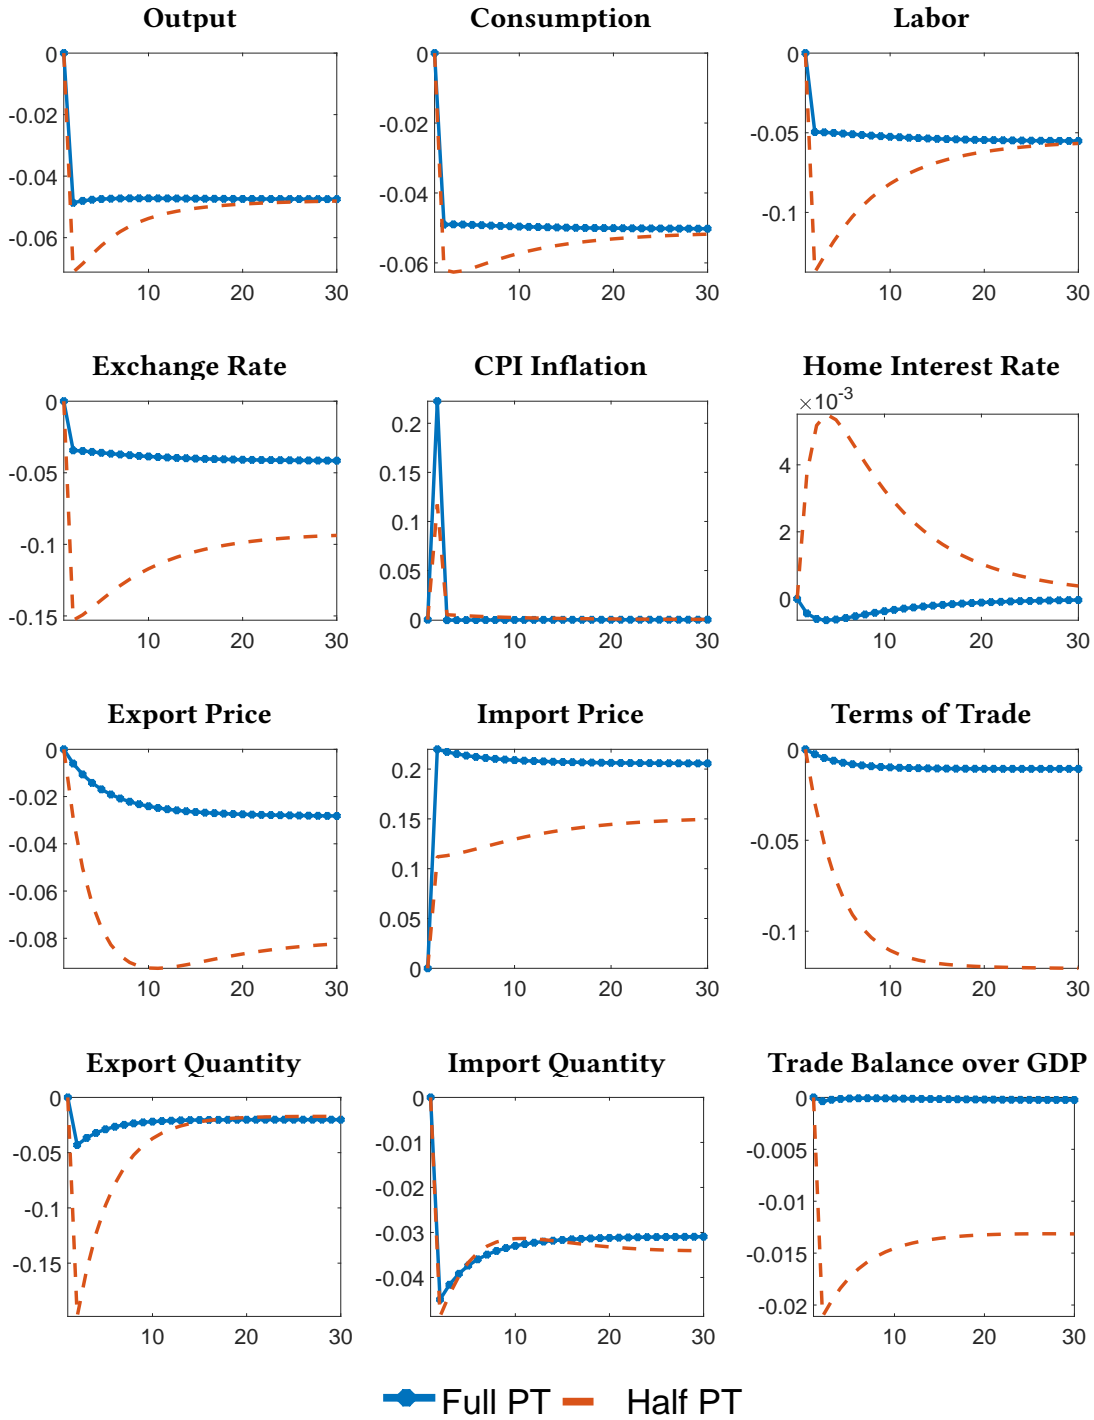 Output Consumption Labor
0 0 0
-0.02 -0.02 -0.05
-0.04 -0.04 -0.1
-0.06 -0.06
10 20 30 10 20 30 10 20 30
Exchange Rate CPI Inflation Home Interest Rate
×10-3
0 0.2 4
-0.05 0.15 2
-0.1 0.1 0
-0.15 0.05
0
10 20 30 10 20 30 10 20 30
Export Price Import Price Terms of Trade
0 0.2 0
-0.02 0.15 -0.05
-0.04 0.1 -0.1
-0.06 0.05
-0.08 0
10 20 30 10 20 30 10 20 30
Export Quantity Import Quantity Trade Balance over GDP
0 0 0
-0.05 -0.01 -0.005
-0.1 -0.02 -0.01
-0.15 -0.03 -0.015
-0.04 -0.02
10 20 30 10 20 30 10 20 30
Full PT Half PT